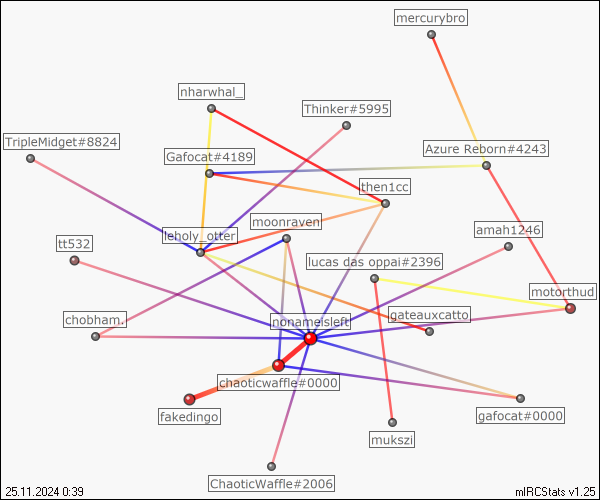 mercurybro
nharwhal_
Thinker#5995
TripleMidget#8824
Gafocat#4189
Azure Reborn#4243
then1cc
moonraven
leholy_otter
amah1246
tt532
lucas das oppai#2396
motorthud
chobham.
nonameisleft
gateauxcatto
chaoticwaffle#0000
fakedingo
gafocat#0000
mukszi
ChaoticWaffle#2006
25.11.2024 0:39
mIRCStats v1.25